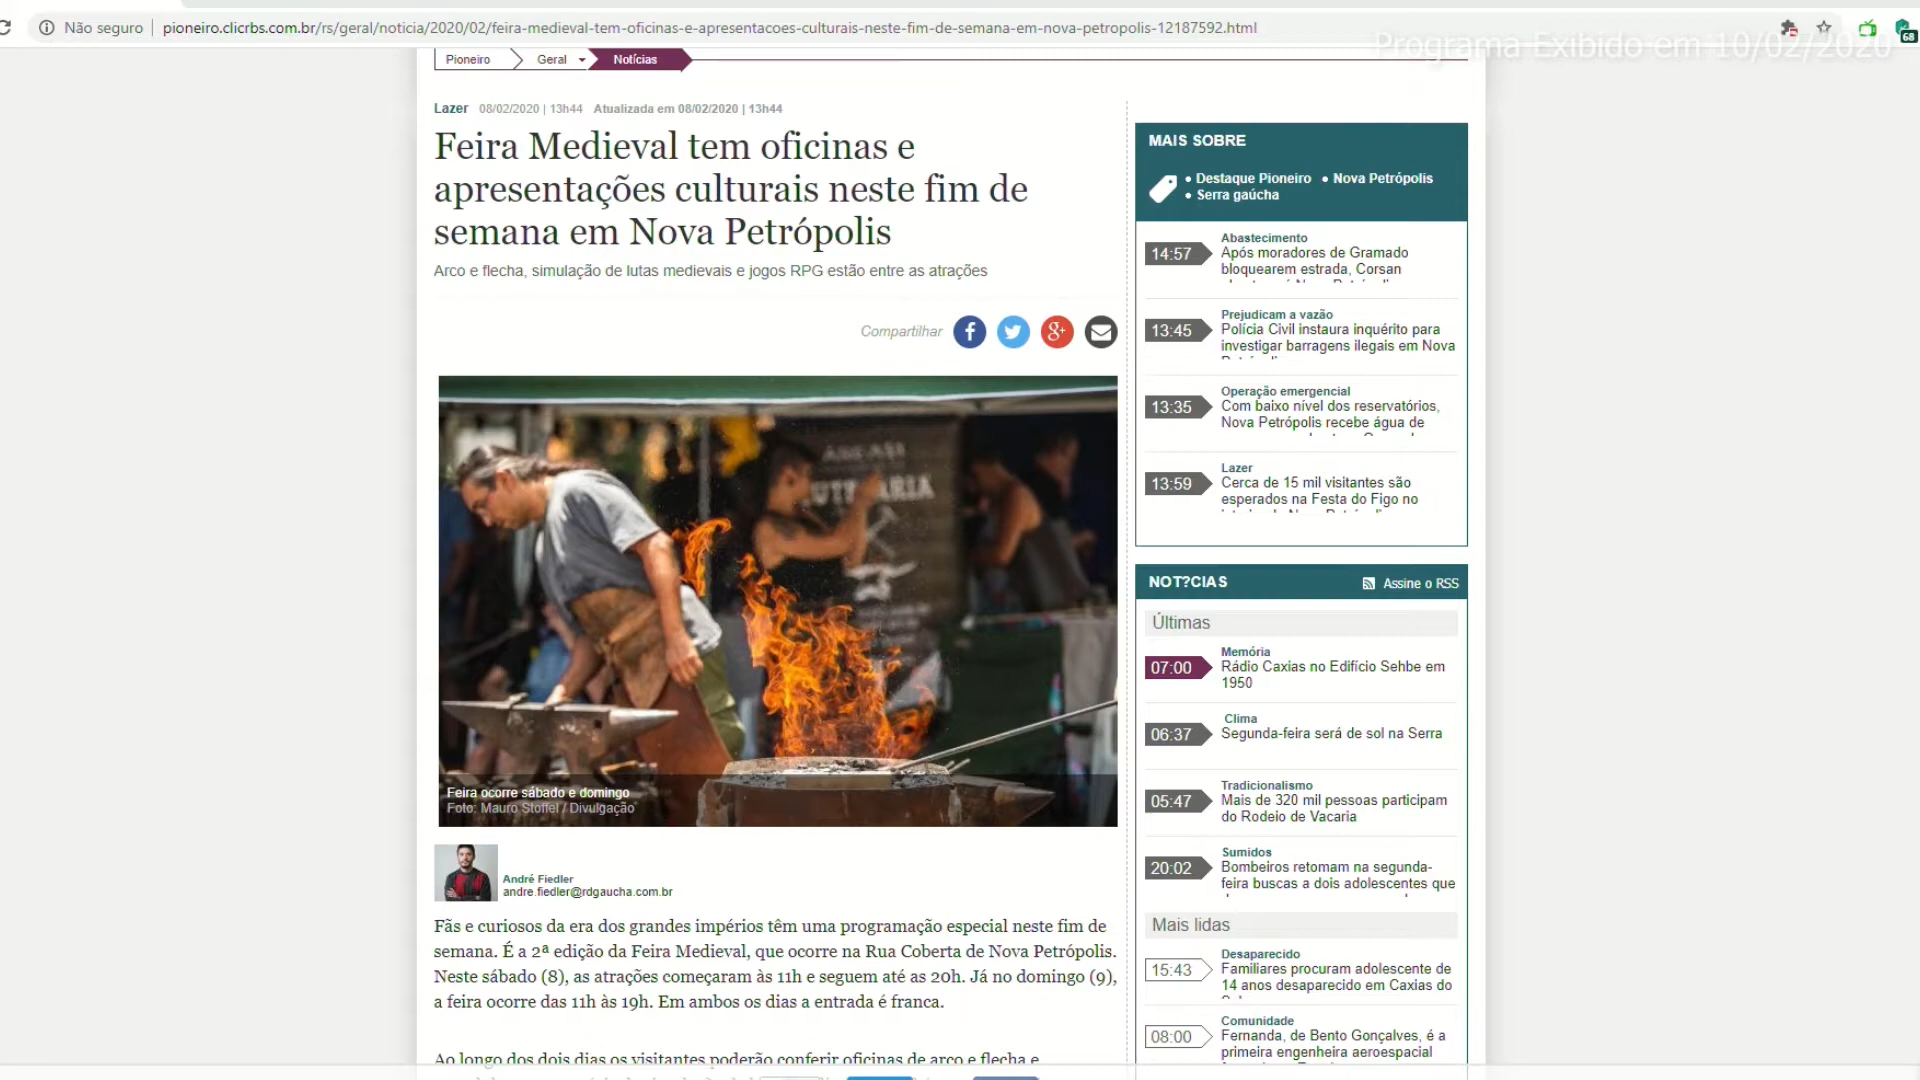 Não seguro
pioneiro.clicrbs.com.br/rs/geral/noticia/2020/02/feira-medieval-tem-oficinas-e-apresentacoes-culturais-neste-fim-de-semana-em-nova-petropolis-12187592.html
68
Programa Exibido em 10/02/2020
Pioneiro Geral Notícias
Lazer 08/02/2020 | 13h44 Atualizada em 08/02/2020 | 13h44
Feira Medieval tem oficinas e
apresentações culturais neste fim de
semana em Nova Petrópolis
Arco e flecha, simulação de lutas medievais e jogos RPG estão entre as atrações
Compartilhar
Feira ocorre sábado e domingo
Foto: Mauro Stoffel / Divulgação
André Fiedler
andre.fiedler@rdgaucha.com.br
Fãs e curiosos da era dos grandes impérios têm uma programação especial neste fim de
semana. É a 2ª edição da Feira Medieval, que ocorre na Rua Coberta de Nova Petrópolis.
Neste sábado (8), as atrações começaram às 11h e seguem até as 20h. Já no domingo (9),
a feira ocorre das 11h às 19h. Em ambos os dias a entrada é franca.
Ao longo dos dois dias os visitantes poderão conferir oficinas de arco e flecha e
MAIS SOBRE
• Destaque Pioneiro • Nova Petrópolis
• Serra gaúcha
Abastecimento
14:57 Após moradores de Gramado
bloquearem estrada, Corsan
Prejudicam a vazão
13:45 Polícia Civil instaura inquérito para
investigar barragens ilegais em Nova
Operação emergencial
13:35 Com baixo nível dos reservatórios,
Nova Petrópolis recebe água de
Lazer
13:59 Cerca de 15 mil visitantes são
esperados na Festa do Figo no
NOT?CIAS Assine o RSS
Últimas
Memória
07:00 Rádio Caxias no Edifício Sehbe em
1950
Clima
06:37 Segunda-feira será de sol na Serra
Tradicionalismo
05:47 Mais de 320 mil pessoas participam
do Rodeio de Vacaria
Sumidos
20:02 Bombeiros retomam na segunda-
feira buscas a dois adolescentes que
Mais lidas
Desaparecido
15:43 Familiares procuram adolescente de
14 anos desaparecido em Caxias do
Comunidade
08:00 Fernanda, de Bento Gonçalves, é a
primeira engenheira aeroespacial